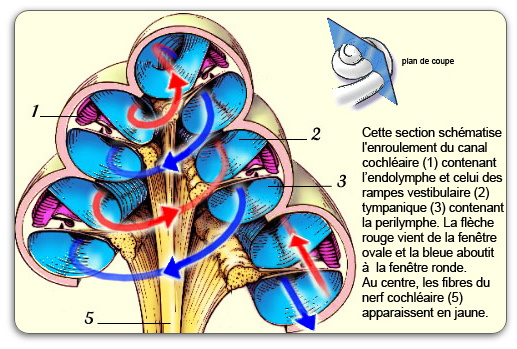 plan de coupe
1
2
3
5
Cette section schématise
l'enroulement du canal
cochléaire (1) contenant
l'endolymphe et celui des
rampes vestibulaire (2)
tympanique (3) contenant
la perilymphe. La flèche
rouge vient de la fenêtre
ovale et la bleue aboutit
à la fenêtre ronde.
Au centre, les fibres du
nerf cochléaire (5)
apparaissent en jaune.